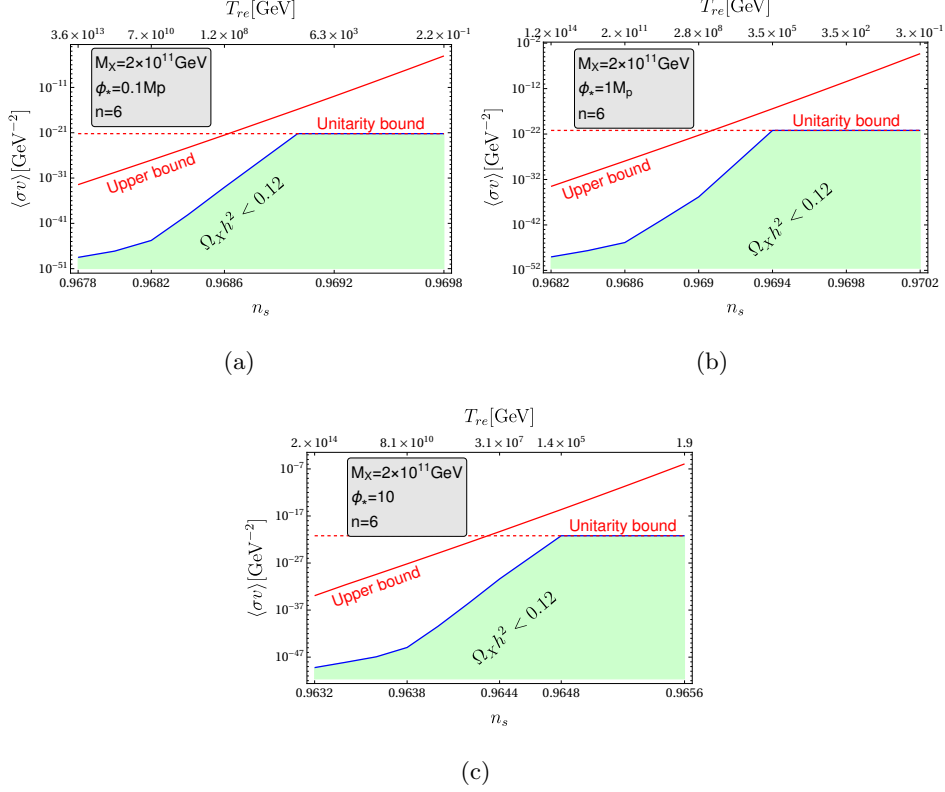 T_re[GeV]
3.6×10^13 7.×10^10 1.2×10^8 6.3×10^3 2.2×10^-1
M_X=2×10^11GeV
ϕ_*=0.1Mp
n=6
10^-11
10^-21
10^-31
10^-41
10^-51
⟨σv⟩[GeV^-2]
Unitarity bound
Upper bound
Ω_X h^2 < 0.12
0.9678 0.9682 0.9686 0.9692 0.9698
n_s
(a)
T_re[GeV]
1.2×10^14 2.×10^11 2.8×10^8 3.5×10^5 3.5×10^2 3.×10^-1
M_X=2×10^11GeV
ϕ_*=1M_p
n=6
10^-2
10^-12
10^-22
10^-32
10^-42
10^-52
⟨σv⟩[GeV^-2]
Unitarity bound
Upper bound
Ω_X h^2 < 0.12
0.9682 0.9686 0.969 0.9694 0.9698 0.9702
n_s
(b)
T_re[GeV]
2.×10^14 8.1×10^10 3.1×10^7 1.4×10^5 1.9
M_X=2×10^11GeV
ϕ_*=10
n=6
10^-7
10^-17
10^-27
10^-37
10^-47
⟨σv⟩[GeV^-2]
Unitarity bound
Upper bound
Ω_X h^2 < 0.12
0.9632 0.9638 0.9644 0.9648 0.9656
n_s
(c)